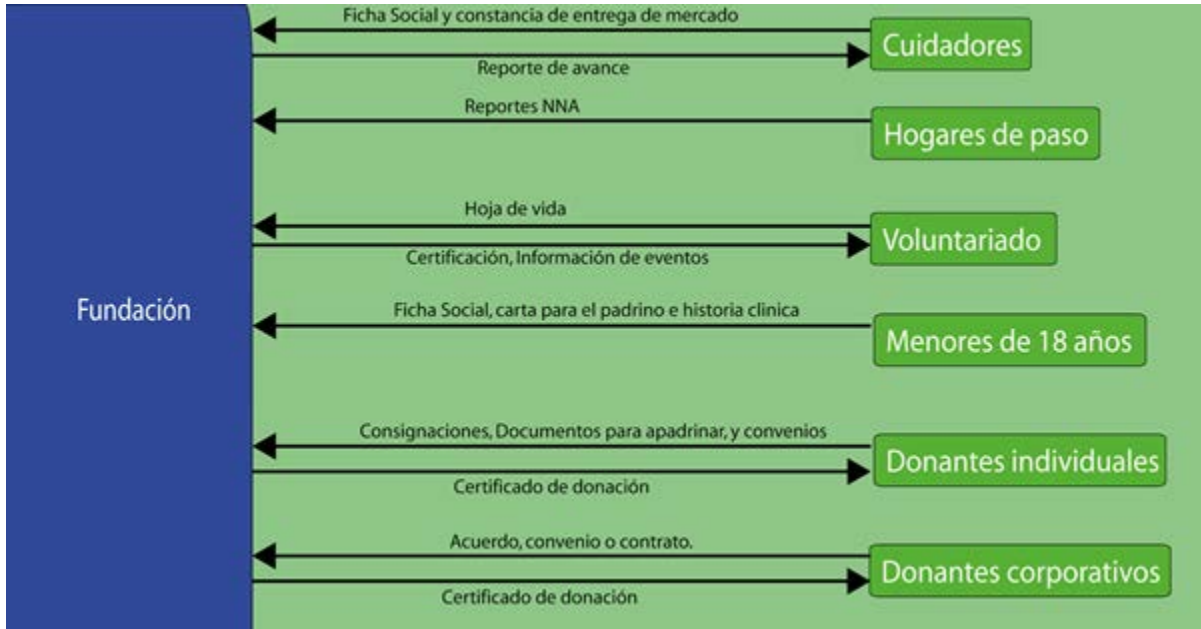 Ficha Social y constancia de entrega de mercado
Cuidadores
Reporte de avance
Reportes NNA
Hogares de paso
Hoja de vida
Voluntariado
Certificación, Información de eventos
Fundación
Ficha Social, carta para el padrino e historia clinica
Menores de 18 años
Consignaciones, Documentos para apadrinar, y convenios
Donantes individuales
Certificado de donación
Acuerdo, convenio o contrato.
Donantes corporativos
Certificado de donación